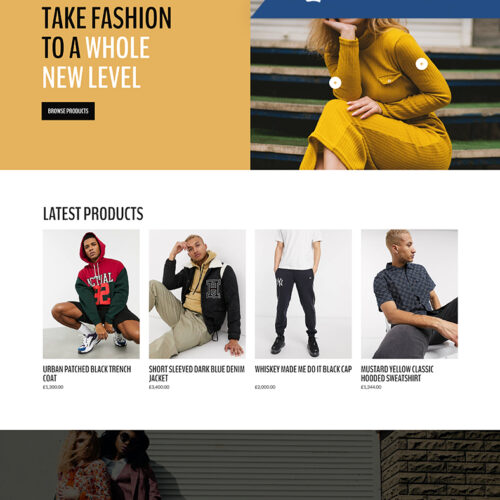 TAKE FASHION
TO A WHOLE
NEW LEVEL
BROWSE PRODUCTS
LATEST PRODUCTS
URBAN PATCHED BLACK TRENCH
COAT
£5,300.00
SHORT SLEEVED DARK BLUE DENIM
JACKET
£3,400.00
WHISKEY MADE ME DO IT BLACK CAP
£2,000.00
MUSTARD YELLOW CLASSIC
HOODED SWEATSHIRT
£5,344.00